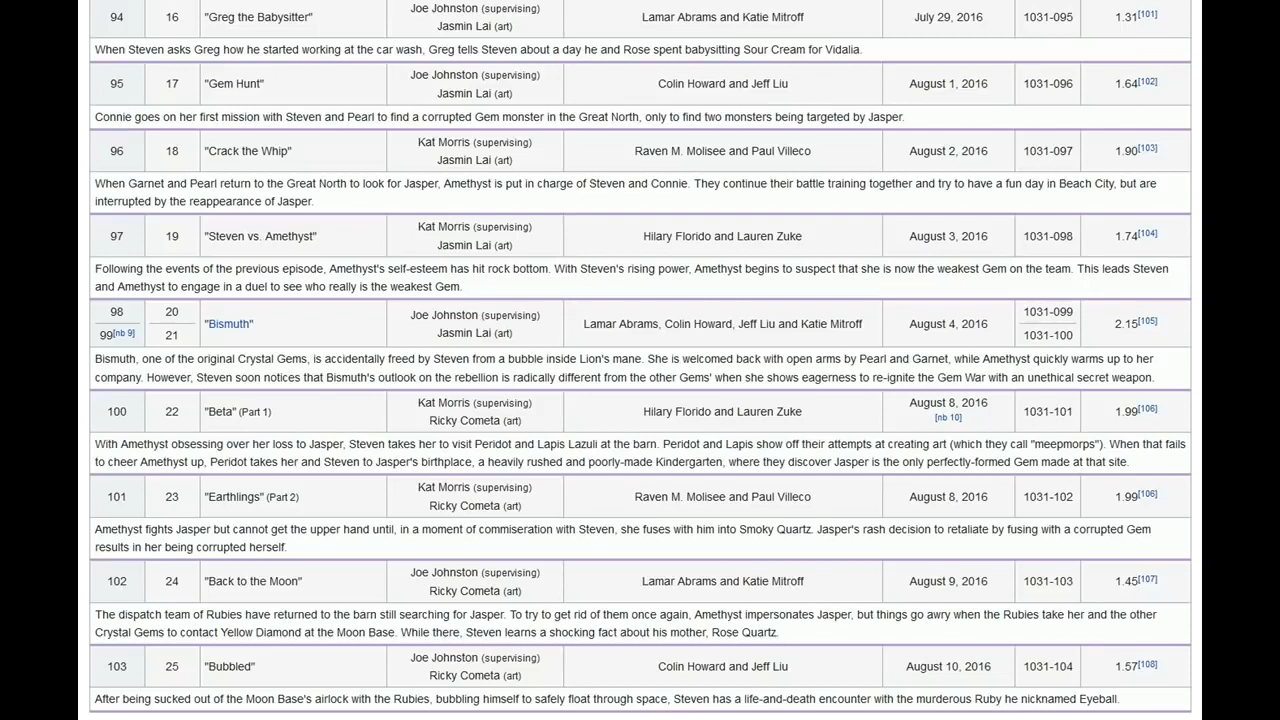 94 16 "Greg the Babysitter" Joe Johnston (supervising) Jasmin Lai (art) Lamar Abrams and Katie Mitroff July 29, 2016 1031-095 1.31[101]
When Steven asks Greg how he started working at the car wash, Greg tells Steven about a day he and Rose spent babysitting Sour Cream for Vidalia.
95 17 "Gem Hunt" Joe Johnston (supervising) Jasmin Lai (art) Colin Howard and Jeff Liu August 1, 2016 1031-096 1.64[102]
Connie goes on her first mission with Steven and Pearl to find a corrupted Gem monster in the Great North, only to find two monsters being targeted by Jasper.
96 18 "Crack the Whip" Kat Morris (supervising) Jasmin Lai (art) Raven M. Molisee and Paul Villeco August 2, 2016 1031-097 1.90[103]
When Garnet and Pearl return to the Great North to look for Jasper, Amethyst is put in charge of Steven and Connie. They continue their battle training together and try to have a fun day in Beach City, but are
interrupted by the reappearance of Jasper.
97 19 "Steven vs. Amethyst" Kat Morris (supervising) Jasmin Lai (art) Hilary Florido and Lauren Zuke August 3, 2016 1031-098 1.74[104]
Following the events of the previous episode, Amethyst's self-esteem has hit rock bottom. With Steven's rising power, Amethyst begins to suspect that she is now the weakest Gem on the team. This leads Steven
and Amethyst to engage in a duel to see who really is the weakest Gem.
98 20 "Bismuth" Joe Johnston (supervising) Lamar Abrams, Colin Howard, Jeff Liu and Katie Mitroff August 4, 2016 1031-099 2.15[105]
99[nb 9] 21 Jasmin Lai (art) 1031-100
Bismuth, one of the original Crystal Gems, is accidentally freed by Steven from a bubble inside Lion's mane. She is welcomed back with open arms by Pearl and Garnet, while Amethyst quickly warms up to her
company. However, Steven soon notices that Bismuth's outlook on the rebellion is radically different from the other Gems' when she shows eagerness to re-ignite the Gem War with an unethical secret weapon.
100 22 "Beta" (Part 1) Kat Morris (supervising) Ricky Cometa (art) Hilary Florido and Lauren Zuke August 8, 2016 [nb 10] 1031-101 1.99[106]
With Amethyst obsessing over her loss to Jasper, Steven takes her to visit Peridot and Lapis Lazuli at the barn. Peridot and Lapis show off their attempts at creating art (which they call "meepmorps"). When that fails
to cheer Amethyst up, Peridot takes her and Steven to Jasper's birthplace, a heavily rushed and poorly-made Kindergarten, where they discover Jasper is the only perfectly-formed Gem made at that site.
101 23 "Earthlings" (Part 2) Kat Morris (supervising) Ricky Cometa (art) Raven M. Molisee and Paul Villeco August 8, 2016 1031-102 1.99[106]
Amethyst fights Jasper but cannot get the upper hand until, in a moment of commiseration with Steven, she fuses with him into Smoky Quartz. Jasper's rash decision to retaliate by fusing with a corrupted Gem
results in her being corrupted herself.
102 24 "Back to the Moon" Joe Johnston (supervising) Ricky Cometa (art) Lamar Abrams and Katie Mitroff August 9, 2016 1031-103 1.45[107]
The dispatch team of Rubies have returned to the barn still searching for Jasper. To try to get rid of them once again, Amethyst impersonates Jasper, but things go awry when the Rubies take her and the other
Crystal Gems to contact Yellow Diamond at the Moon Base. While there, Steven learns a shocking fact about his mother, Rose Quartz.
103 25 "Bubbled" Joe Johnston (supervising) Ricky Cometa (art) Colin Howard and Jeff Liu August 10, 2016 1031-104 1.57[108]
After being sucked out of the Moon Base's airlock with the Rubies, bubbling himself to safely float through space, Steven has a life-and-death encounter with the murderous Ruby he nicknamed Eyeball.